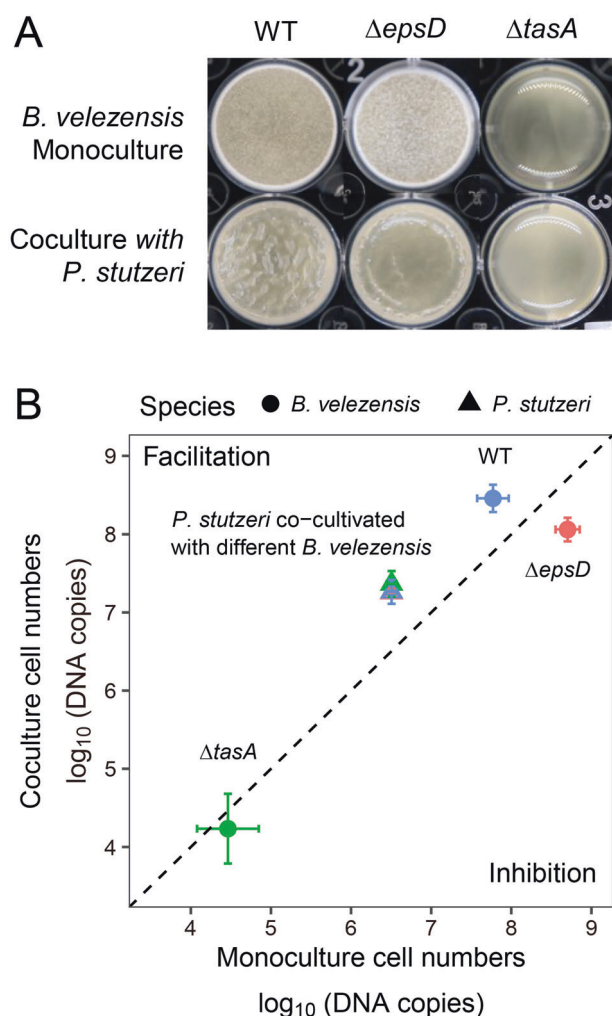 A
WT
ΔepsD
ΔtasA
B. velezensis
Monoculture
Coculture with
P. stutzeri
2
3
B
Species
B. velezensis
P. stutzeri
Facilitation
WT
P. stutzeri co−cultivated
with different B. velezensis
ΔepsD
ΔtasA
Inhibition
9
8
7
6
5
4
Coculture cell numbers
log10 (DNA copies)
4
5
6
7
8
9
Monoculture cell numbers
log10 (DNA copies)